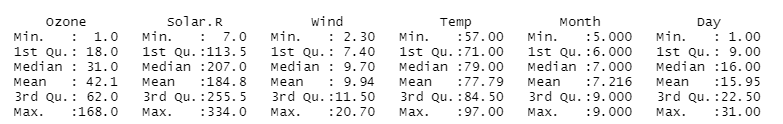 Ozone Solar.R Wind Temp Month Day
Min. : 1.0 Min. : 7.0 Min. : 2.30 Min. :57.00 Min. :5.000 Min. : 1.00
1st Qu.: 18.0 1st Qu.:113.5 1st Qu.: 7.40 1st Qu.:71.00 1st Qu.:6.000 1st Qu.: 9.00
Median : 31.0 Median :207.0 Median : 9.70 Median :79.00 Median :7.000 Median :16.00
Mean : 42.1 Mean :184.8 Mean : 9.94 Mean :77.79 Mean :7.216 Mean :15.95
3rd Qu.: 62.0 3rd Qu.:255.5 3rd Qu.:11.50 3rd Qu.:84.50 3rd Qu.:9.000 3rd Qu.:22.50
Max. :168.0 Max. :334.0 Max. :20.70 Max. :97.00 Max. :9.000 Max. :31.00